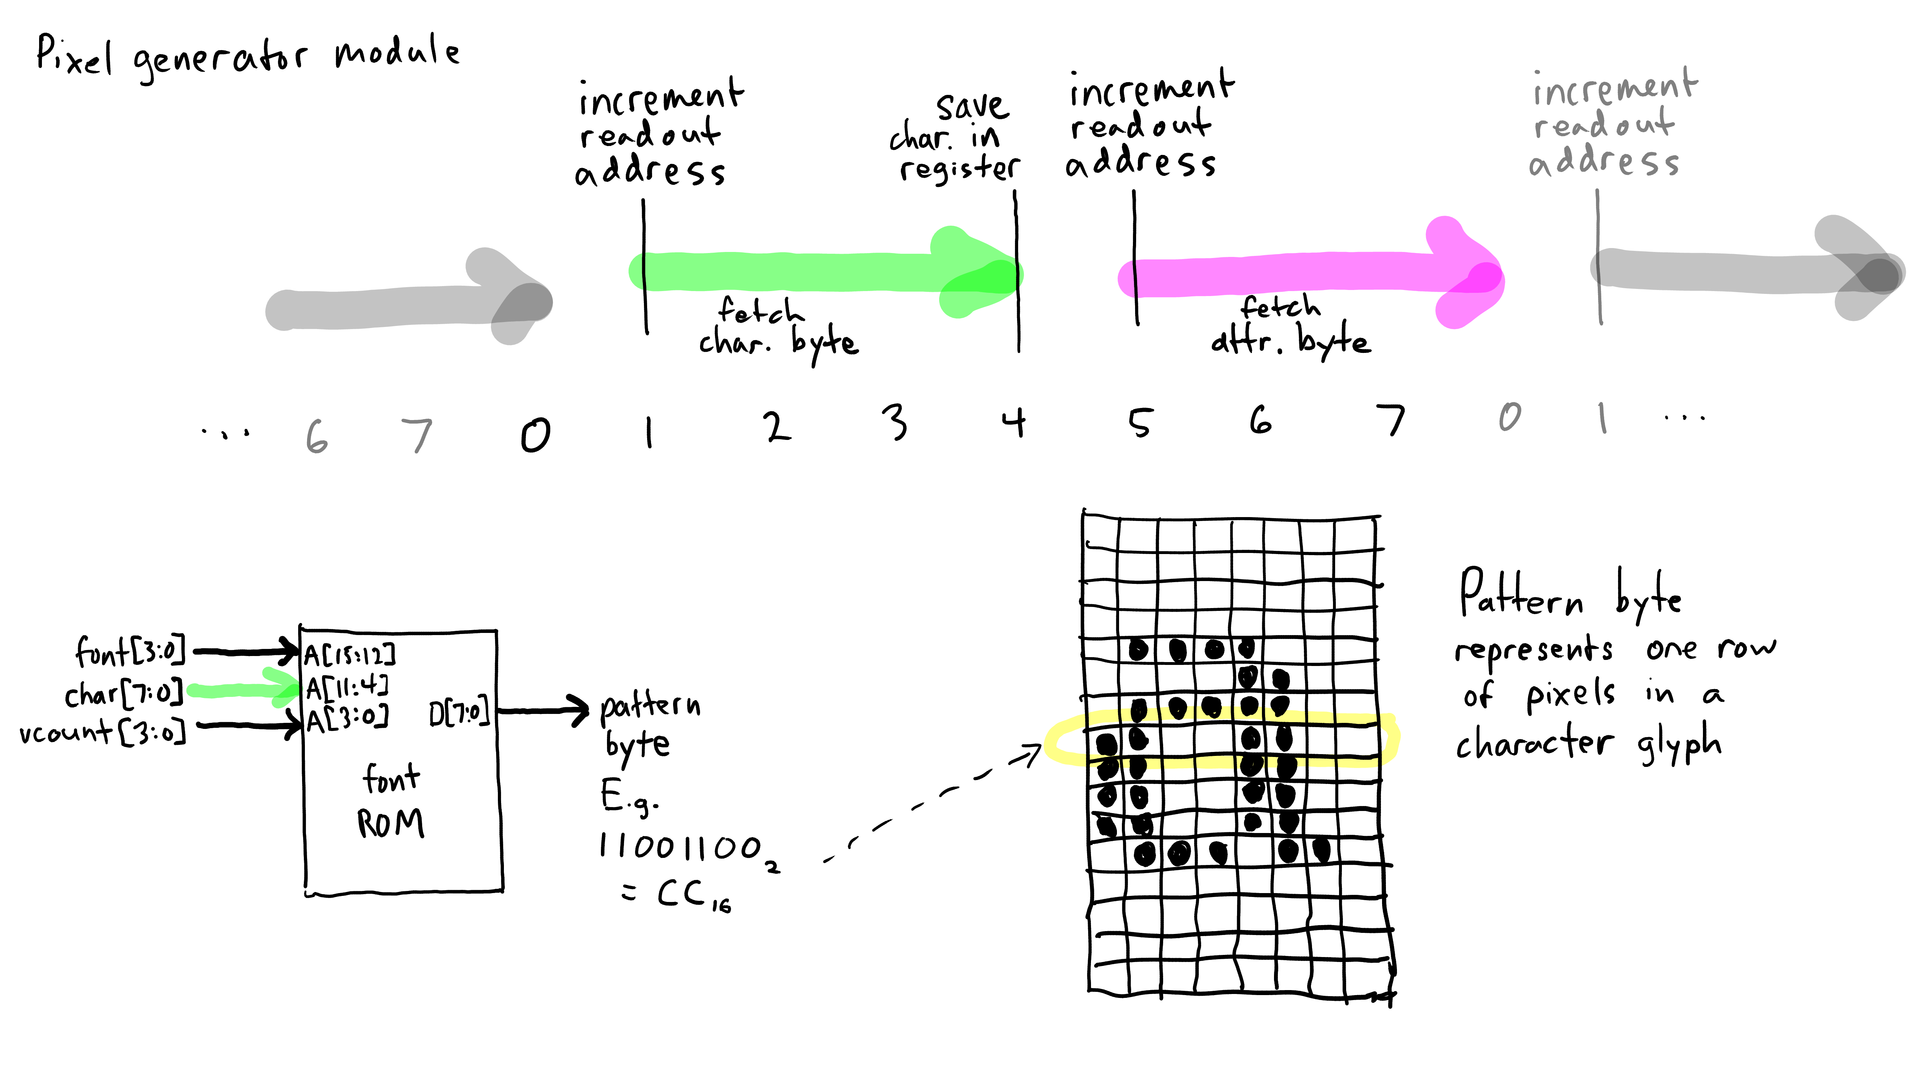 Pixel generator module
increment
readout
address
save
char. in
register
increment
readout
address
increment
readout
address
fetch
char. byte
fetch
attr. byte
... 6 7 0 1 2 3 4 5 6 7 0 1 ...
font[3:0]
char[7:0]
vcount[3:0]
A[15:12]
A[11:4]
A[3:0]
D[7:0]
font
ROM
pattern
byte
E.g.
11001100₂
= CC₁₆
Pattern byte
represents one row
of pixels in a
character glyph